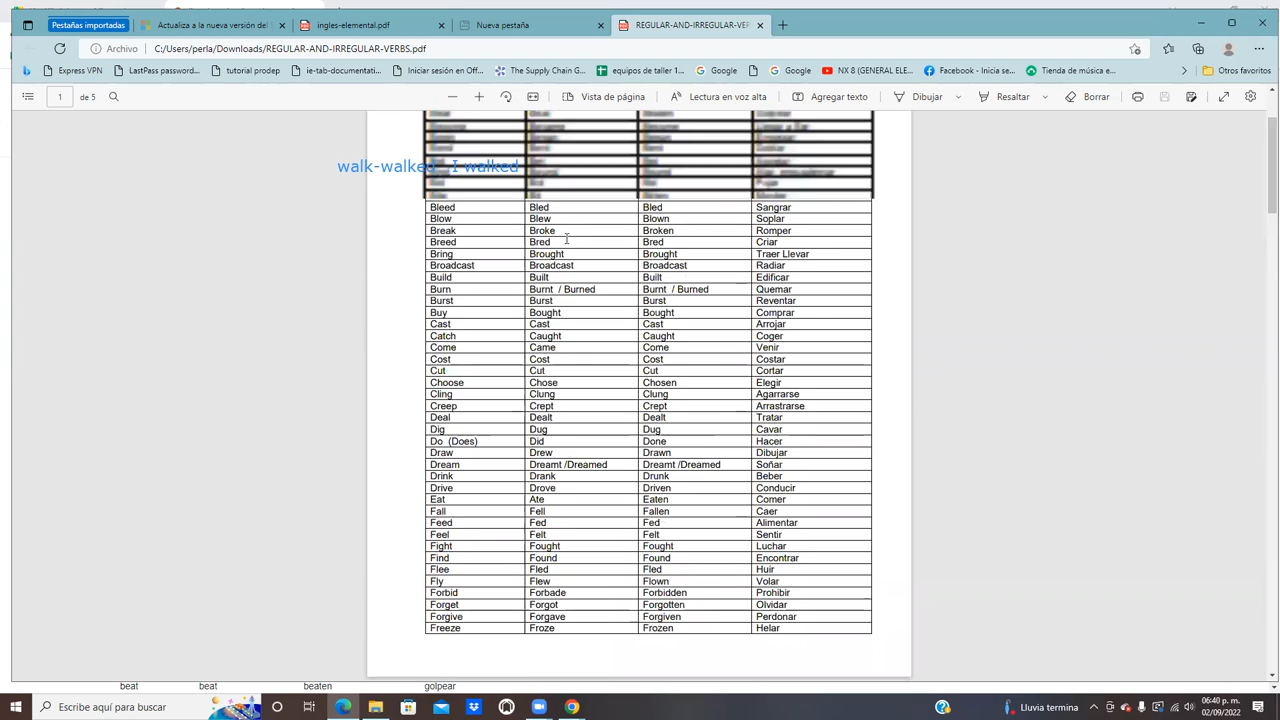 Pestañas importadas Actualiza a la nueva versión del ingles-elemental.pdf Nueva pestaña REGULAR-AND-IRREGULAR-VER
Archivo C:/Users/perla/Downloads/REGULAR-AND-IRREGULAR-VERBS.pdf
Express VPN LastPass password... tutorial prodep ie-tab-documentati... Iniciar sesión en Off... The Supply Chain G... equipos de taller 1... Google Google NX 8 (GENERAL ELE... Facebook - Inicia se... Tienda de música e... Otros favoritos
1 de 5 Vista de página Lectura en voz alta Agregar texto Dibujar Resaltar Borrar
walk-walked I walked
Bleed Bled Bled Sangrar
Blow Blew Blown Soplar
Break Broke Broken Romper
Breed Bred Bred Criar
Bring Brought Brought Traer Llevar
Broadcast Broadcast Broadcast Radiar
Build Built Built Edificar
Burn Burnt / Burned Burnt / Burned Quemar
Burst Burst Burst Reventar
Buy Bought Bought Comprar
Cast Cast Cast Arrojar
Catch Caught Caught Coger
Come Came Come Venir
Cost Cost Cost Costar
Cut Cut Cut Cortar
Choose Chose Chosen Elegir
Cling Clung Clung Agarrarse
Creep Crept Crept Arrastrarse
Deal Dealt Dealt Tratar
Dig Dug Dug Cavar
Do (Does) Did Done Hacer
Draw Drew Drawn Dibujar
Dream Dreamt /Dreamed Dreamt /Dreamed Soñar
Drink Drank Drunk Beber
Drive Drove Driven Conducir
Eat Ate Eaten Comer
Fall Fell Fallen Caer
Feed Fed Fed Alimentar
Feel Felt Felt Sentir
Fight Fought Fought Luchar
Find Found Found Encontrar
Flee Fled Fled Huir
Fly Flew Flown Volar
Forbid Forbade Forbidden Prohibir
Forget Forgot Forgotten Olvidar
Forgive Forgave Forgiven Perdonar
Freeze Froze Frozen Helar
beat beat beaten golpear
Escribe aquí para buscar Lluvia termina 06:40 p. m.
02/09/2022